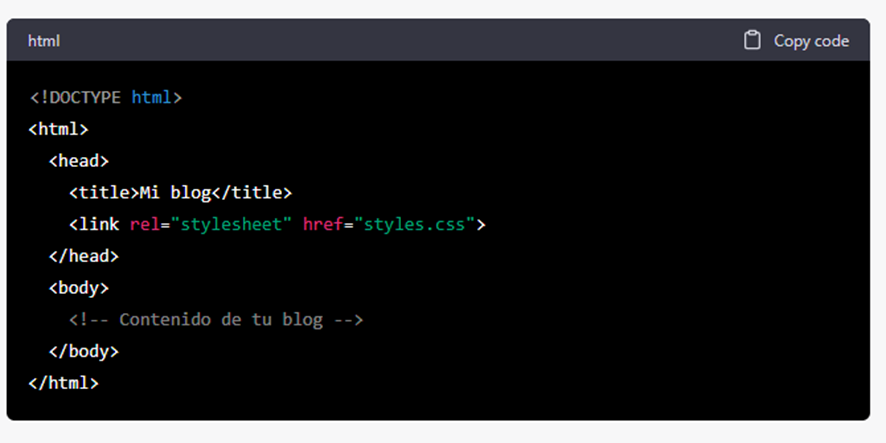 html Copy code
<!DOCTYPE html>
<html>
<head>
<title>Mi blog</title>
<link rel="stylesheet" href="styles.css">
</head>
<body>
<!-- Contenido de tu blog -->
</body>
</html>